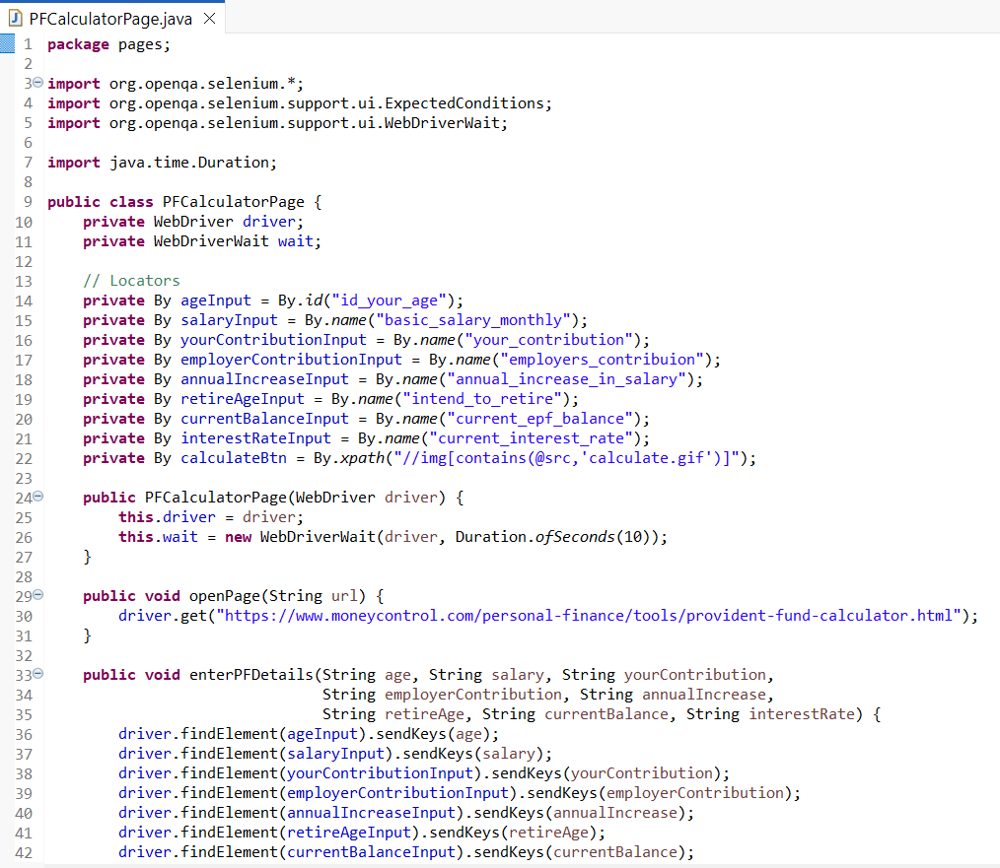 PFCalculatorPage.java
1 package pages;
2
3 import org.openqa.selenium.*;
4 import org.openqa.selenium.support.ui.ExpectedConditions;
5 import org.openqa.selenium.support.ui.WebDriverWait;
6
7 import java.time.Duration;
8
9 public class PFCalculatorPage {
10     private WebDriver driver;
11     private WebDriverWait wait;
12
13     // Locators
14     private By ageInput = By.id("id_your_age");
15     private By salaryInput = By.name("basic_salary_monthly");
16     private By yourContributionInput = By.name("your_contribution");
17     private By employerContributionInput = By.name("employers_contribuion");
18     private By annualIncreaseInput = By.name("annual_increase_in_salary");
19     private By retireAgeInput = By.name("intend_to_retire");
20     private By currentBalanceInput = By.name("current_epf_balance");
21     private By interestRateInput = By.name("current_interest_rate");
22     private By calculateBtn = By.xpath("//img[contains(@src,'calculate.gif')]");
23
24     public PFCalculatorPage(WebDriver driver) {
25         this.driver = driver;
26         this.wait = new WebDriverWait(driver, Duration.ofSeconds(10));
27     }
28
29     public void openPage(String url) {
30         driver.get("https://www.moneycontrol.com/personal-finance/tools/provident-fund-calculator.html");
31     }
32
33     public void enterPFDetails(String age, String salary, String yourContribution,
34                                String employerContribution, String annualIncrease,
35                                String retireAge, String currentBalance, String interestRate) {
36         driver.findElement(ageInput).sendKeys(age);
37         driver.findElement(salaryInput).sendKeys(salary);
38         driver.findElement(yourContributionInput).sendKeys(yourContribution);
39         driver.findElement(employerContributionInput).sendKeys(employerContribution);
40         driver.findElement(annualIncreaseInput).sendKeys(annualIncrease);
41         driver.findElement(retireAgeInput).sendKeys(retireAge);
42         driver.findElement(currentBalanceInput).sendKeys(currentBalance);